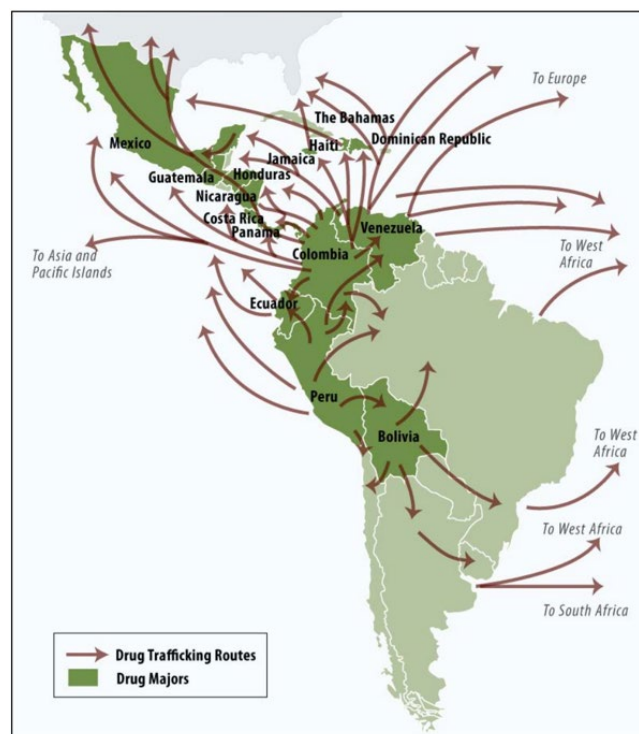 To Europe
The Bahamas
Dominican Republic
Haiti
Jamaica
Mexico
Guatemala
Honduras
Nicaragua
Costa Rica
Panama
Venezuela
Colombia
To West
Africa
To Asia and
Pacific Islands
Ecuador
Peru
Bolivia
To West
Africa
To West Africa
To South Africa
Drug Trafficking Routes
Drug Majors